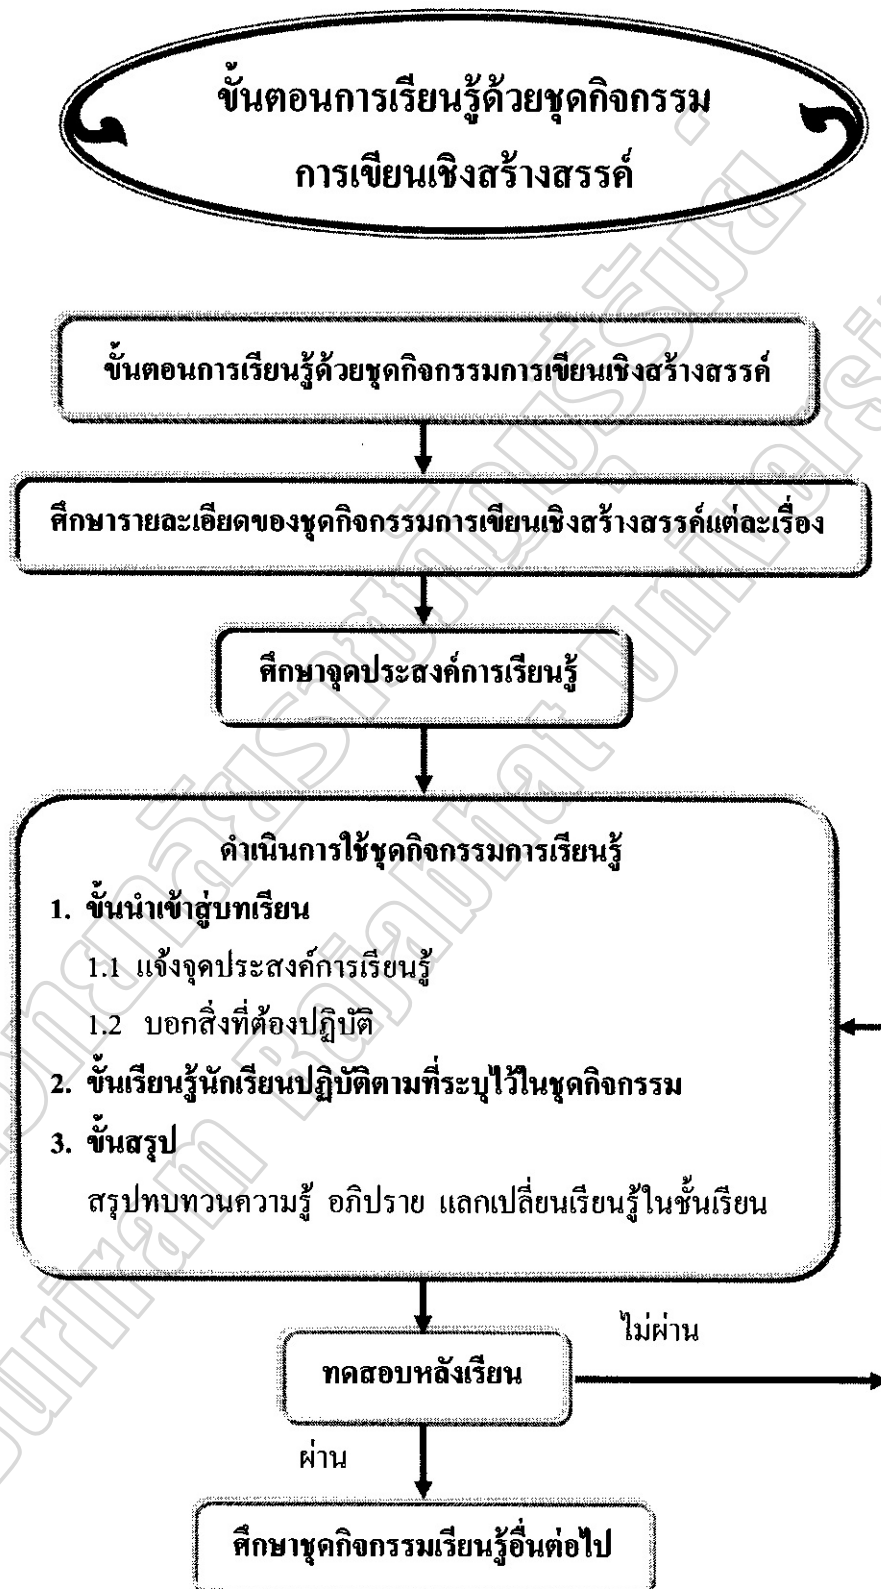 ขั้นตอนการเรียนรู้ด้วยชุดกิจกรรม
การเขียนเชิงสร้างสรรค์
ขั้นตอนการเรียนรู้ด้วยชุดกิจกรรมการเขียนเชิงสร้างสรรค์
ศึกษารายละเอียดของชุดกิจกรรมการเขียนเชิงสร้างสรรค์แต่ละเรื่อง
ศึกษาจุดประสงค์การเรียนรู้
ดำเนินการใช้ชุดกิจกรรมการเรียนรู้
1. ขั้นนำเข้าสู่บทเรียน
1.1 แจ้งจุดประสงค์การเรียนรู้
1.2 บอกสิ่งที่ต้องปฏิบัติ
2. ขั้นเรียนรู้นักเรียนปฏิบัติตามที่ระบุไว้ในชุดกิจกรรม
3. ขั้นสรุป
สรุปทบทวนความรู้ อภิปราย แลกเปลี่ยนเรียนรู้ในชั้นเรียน
ไม่ผ่าน
ทดสอบหลังเรียน
ผ่าน
ศึกษาชุดกิจกรรมเรียนรู้อื่นต่อไป